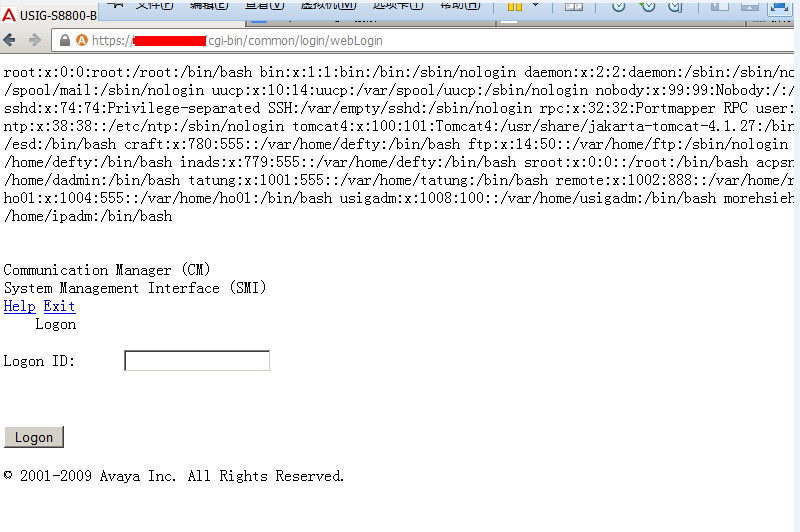 文件(F) 编辑(E) 查看(V) 虚拟机(M) 选项卡(T) 帮助(H)
USIG-S8800-B
https:// /cgi-bin/common/login/webLogin
root:x:0:0:root:/root:/bin/bash bin:x:1:1:bin:/bin:/sbin/nologin daemon:x:2:2:daemon:/sbin:/sbin/no
/spool/mail:/sbin/nologin uucp:x:10:14:uucp:/var/spool/uucp:/sbin/nologin nobody:x:99:99:Nobody:/:/
sshd:x:74:74:Privilege-separated SSH:/var/empty/sshd:/sbin/nologin rpc:x:32:32:Portmapper RPC user:
ntp:x:38:38::/etc/ntp:/sbin/nologin tomcat4:x:100:101:Tomcat4:/usr/share/jakarta-tomcat-4.1.27:/bin
/esd:/bin/bash craft:x:780:555::/var/home/defty:/bin/bash ftp:x:14:50::/var/home/ftp:/sbin/nologin
/home/defty:/bin/bash inads:x:779:555::/var/home/defty:/bin/bash sroot:x:0:0::/root:/bin/bash acpsn
/home/dadmin:/bin/bash tatung:x:1001:555::/var/home/tatung:/bin/bash remote:x:1002:888::/var/home/r
ho01:x:1004:555::/var/home/ho01:/bin/bash usigadm:x:1008:100::/var/home/usigadm:/bin/bash morehsieh
/home/ipadm:/bin/bash
Communication Manager (CM)
System Management Interface (SMI)
Help Exit
Logon
Logon ID:
Logon
© 2001-2009 Avaya Inc. All Rights Reserved.